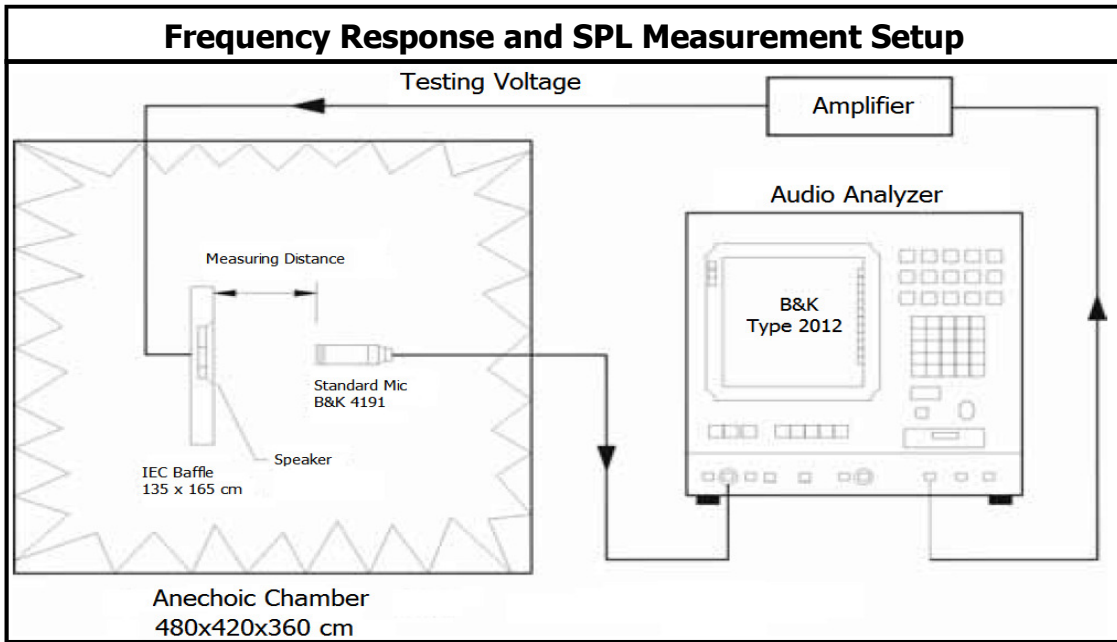 Frequency Response and SPL Measurement Setup
Testing Voltage
Amplifier
Audio Analyzer
Measuring Distance
B&K
Type 2012
Standard Mic
B&K 4191
Speaker
IEC Baffle
135 x 165 cm
Anechoic Chamber
480x420x360 cm